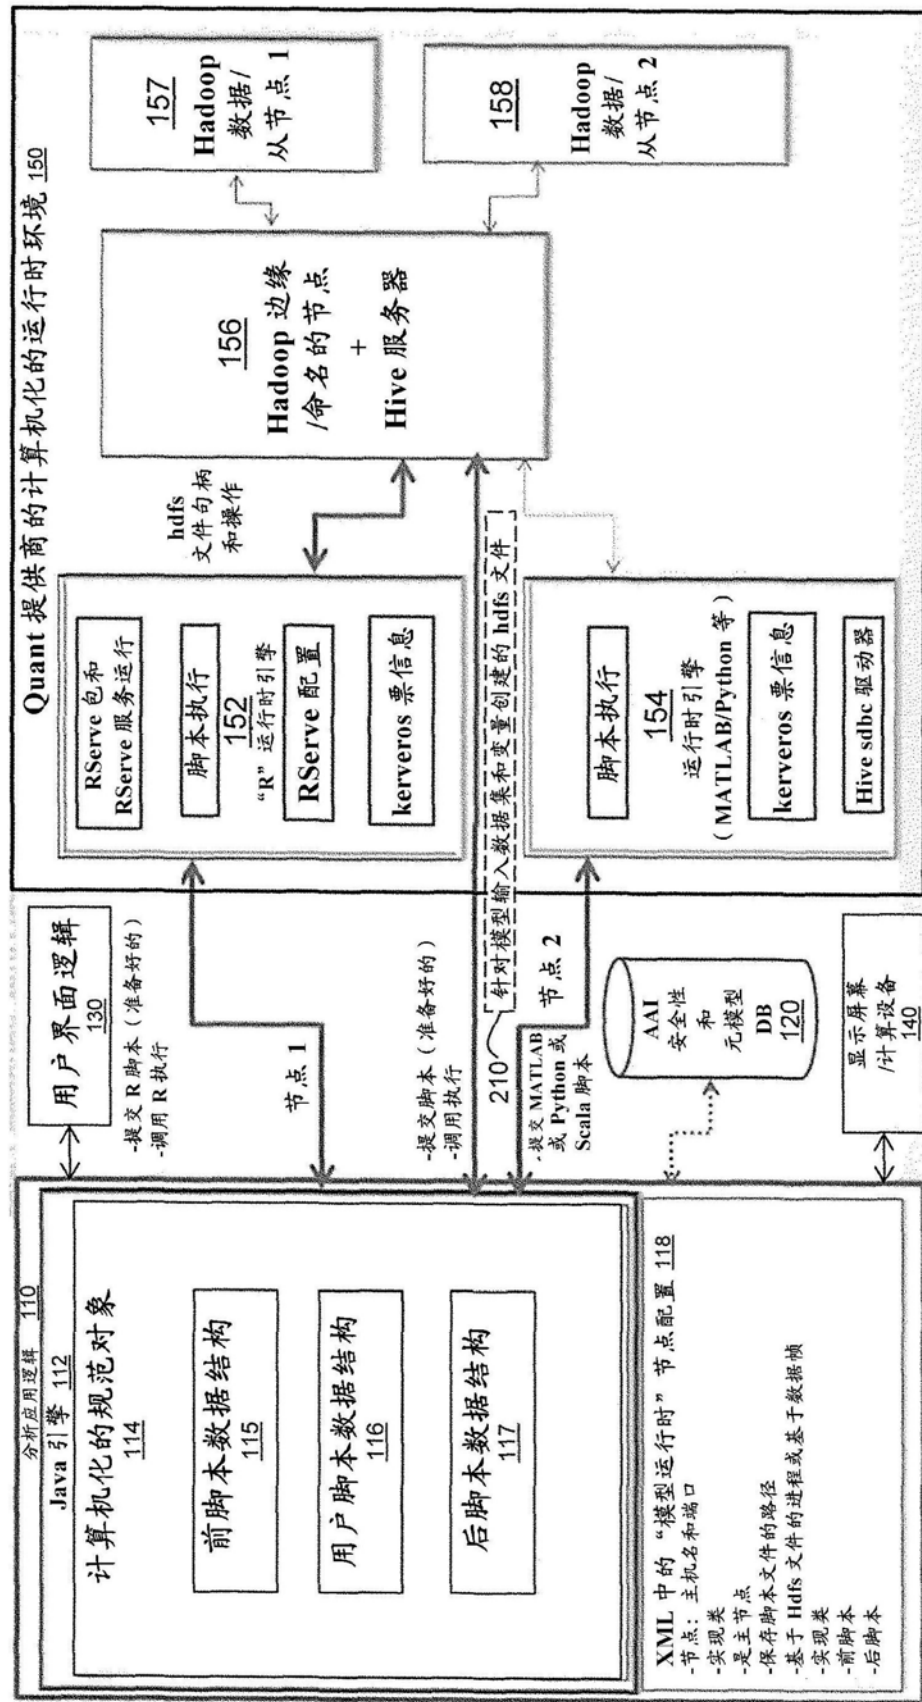 分析应用逻辑 110
Java 引擎 112
计算机化的规范对象
114
前脚本数据结构
115
用户脚本数据结构
116
后脚本数据结构
117
XML 中的“模型运行时”节点配置 118
-节点：主机名和端口
-实现类
-是主节点
-保存脚本文件的路径
-基于 Hdfs 文件的进程或基于数据帧
-实现类
-前脚本
-后脚本
用户界面逻辑
130
-提交 R 脚本（准备好的）
-调用 R 执行
节点 1
-提交脚本（准备好的）
-调用执行
210
针对模型输入数据集和变量创建的 hdfs 文件
-提交 MATLAB
或 Python 或
Scala 脚本
节点 2
AAI
安全性
和
元模型
DB
120
显示屏幕
/计算设备
140
Quant 提供商的计算机化的运行时环境 150
RServe 包和
RServe 服务运行
脚本执行
152
“R”运行时引擎
RServe 配置
kerveros 票信息
hdfs
文件句柄
和操作
脚本执行
154
运行时引擎
（MATLAB/Python 等）
kerveros 票信息
Hive sdbc 驱动器
156
Hadoop 边缘
/命名的节点
+
Hive 服务器
157
Hadoop
数据/
从节点 1
158
Hadoop
数据/
从节点 2